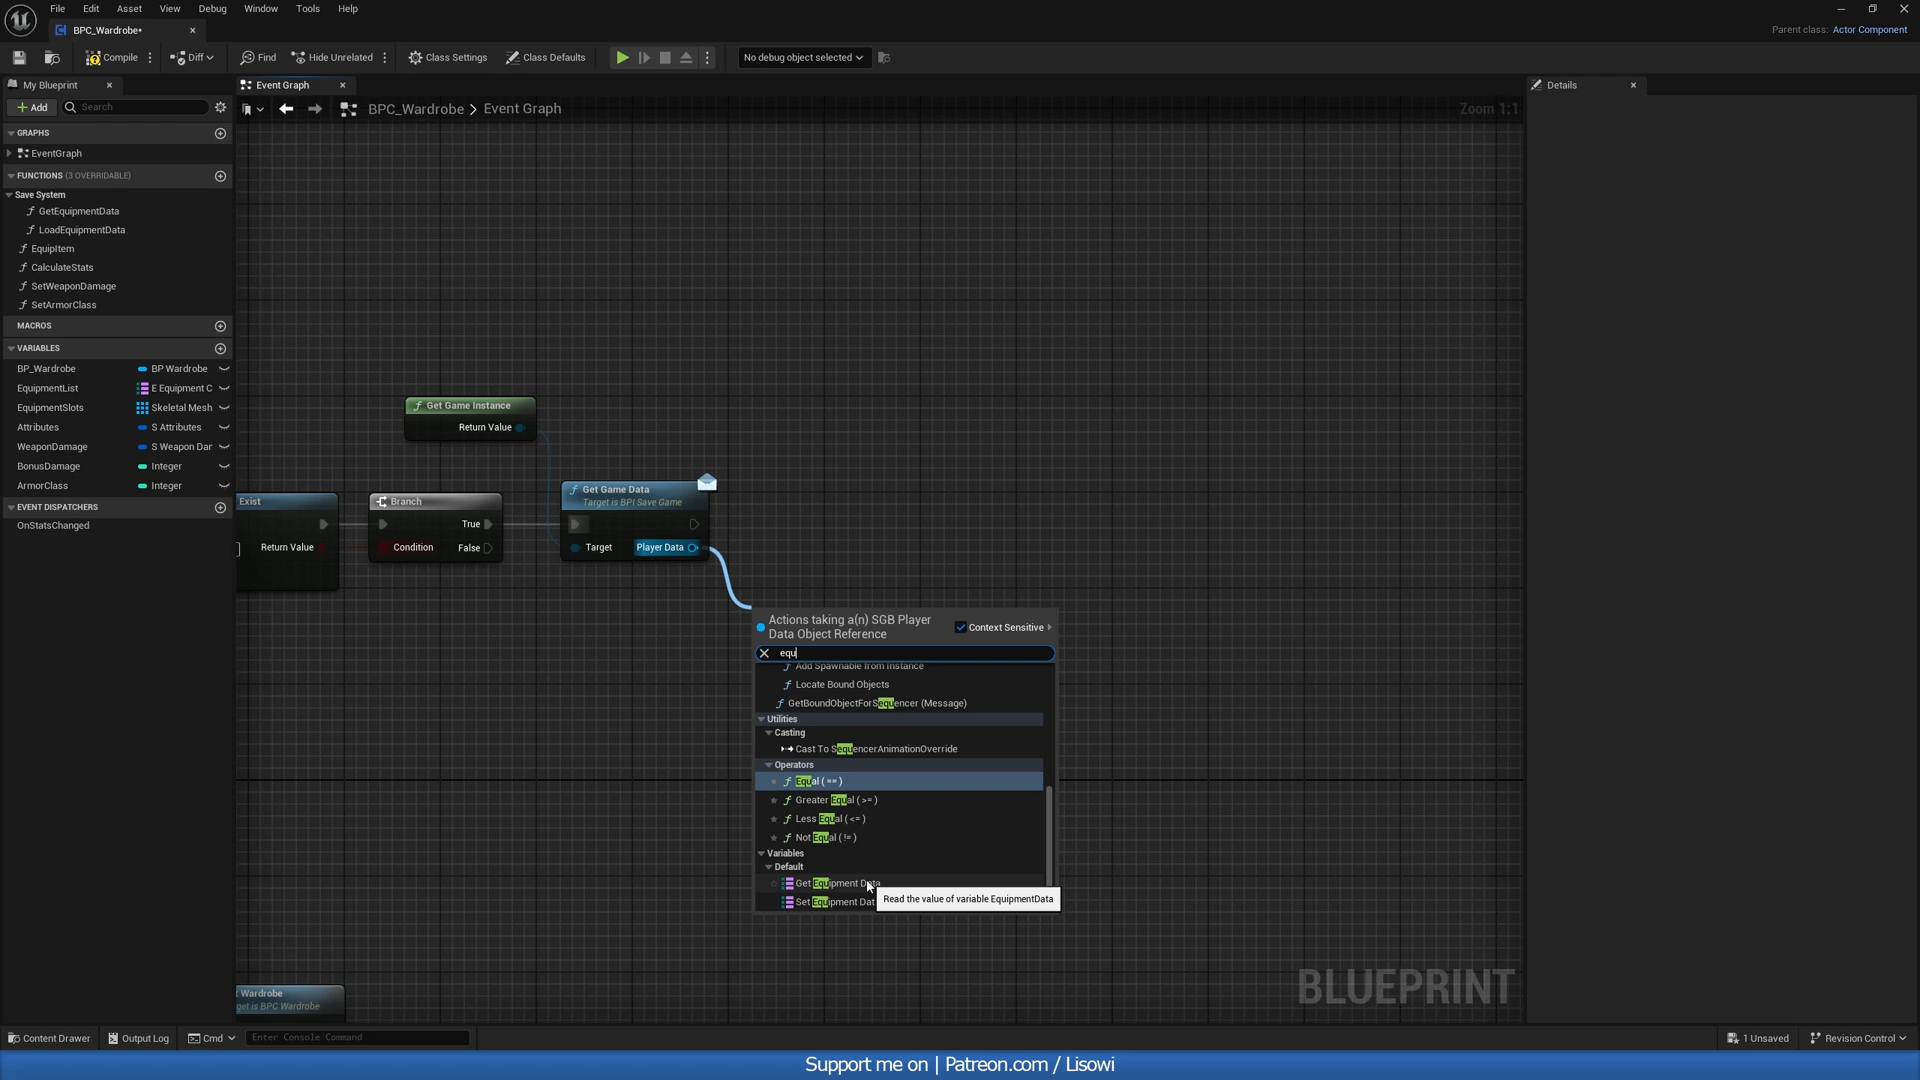 File Edit Asset View Debug Window Tools Help
BPC_Wardrobe•
Parent class: Actor Component
Compile Diff Find Hide Unrelated Class Settings Class Defaults No debug object selected
My Blueprint Event Graph Details
Add Search BPC_Wardrobe > Event Graph Zoom 1:1
GRAPHS
EventGraph
FUNCTIONS (3 OVERRIDABLE)
Save System
GetEquipmentData
LoadEquipmentData
EquipItem
CalculateStats
SetWeaponDamage
SetArmorClass
MACROS
VARIABLES
BP_Wardrobe BP Wardrobe
EquipmentList E Equipment C
EquipmentSlots Skeletal Mesh
Attributes S Attributes
WeaponDamage S Weapon Dar
BonusDamage Integer
ArmorClass Integer
EVENT DISPATCHERS
OnStatsChanged
Get Game Instance
Return Value
Exist
Return Value
Branch
True
Condition False
Get Game Data
Target is BPI Save Game
Target Player Data
Actions taking a(n) SGB Player
Data Object Reference
Context Sensitive
equ
Add Spawnable from Instance
Locate Bound Objects
GetBoundObjectForSequencer (Message)
Utilities
Casting
Cast To SequencerAnimationOverride
Operators
Equal ( == )
Greater Equal ( >= )
Less Equal ( <= )
Not Equal ( != )
Variables
Default
Get Equipment Data
Set Equipment Dat
Read the value of variable EquipmentData
t Wardrobe
get is BPC Wardrobe
BLUEPRINT
Content Drawer Output Log Cmd Enter Console Command 1 Unsaved Revision Control
Support me on | Patreon.com / Lisowi